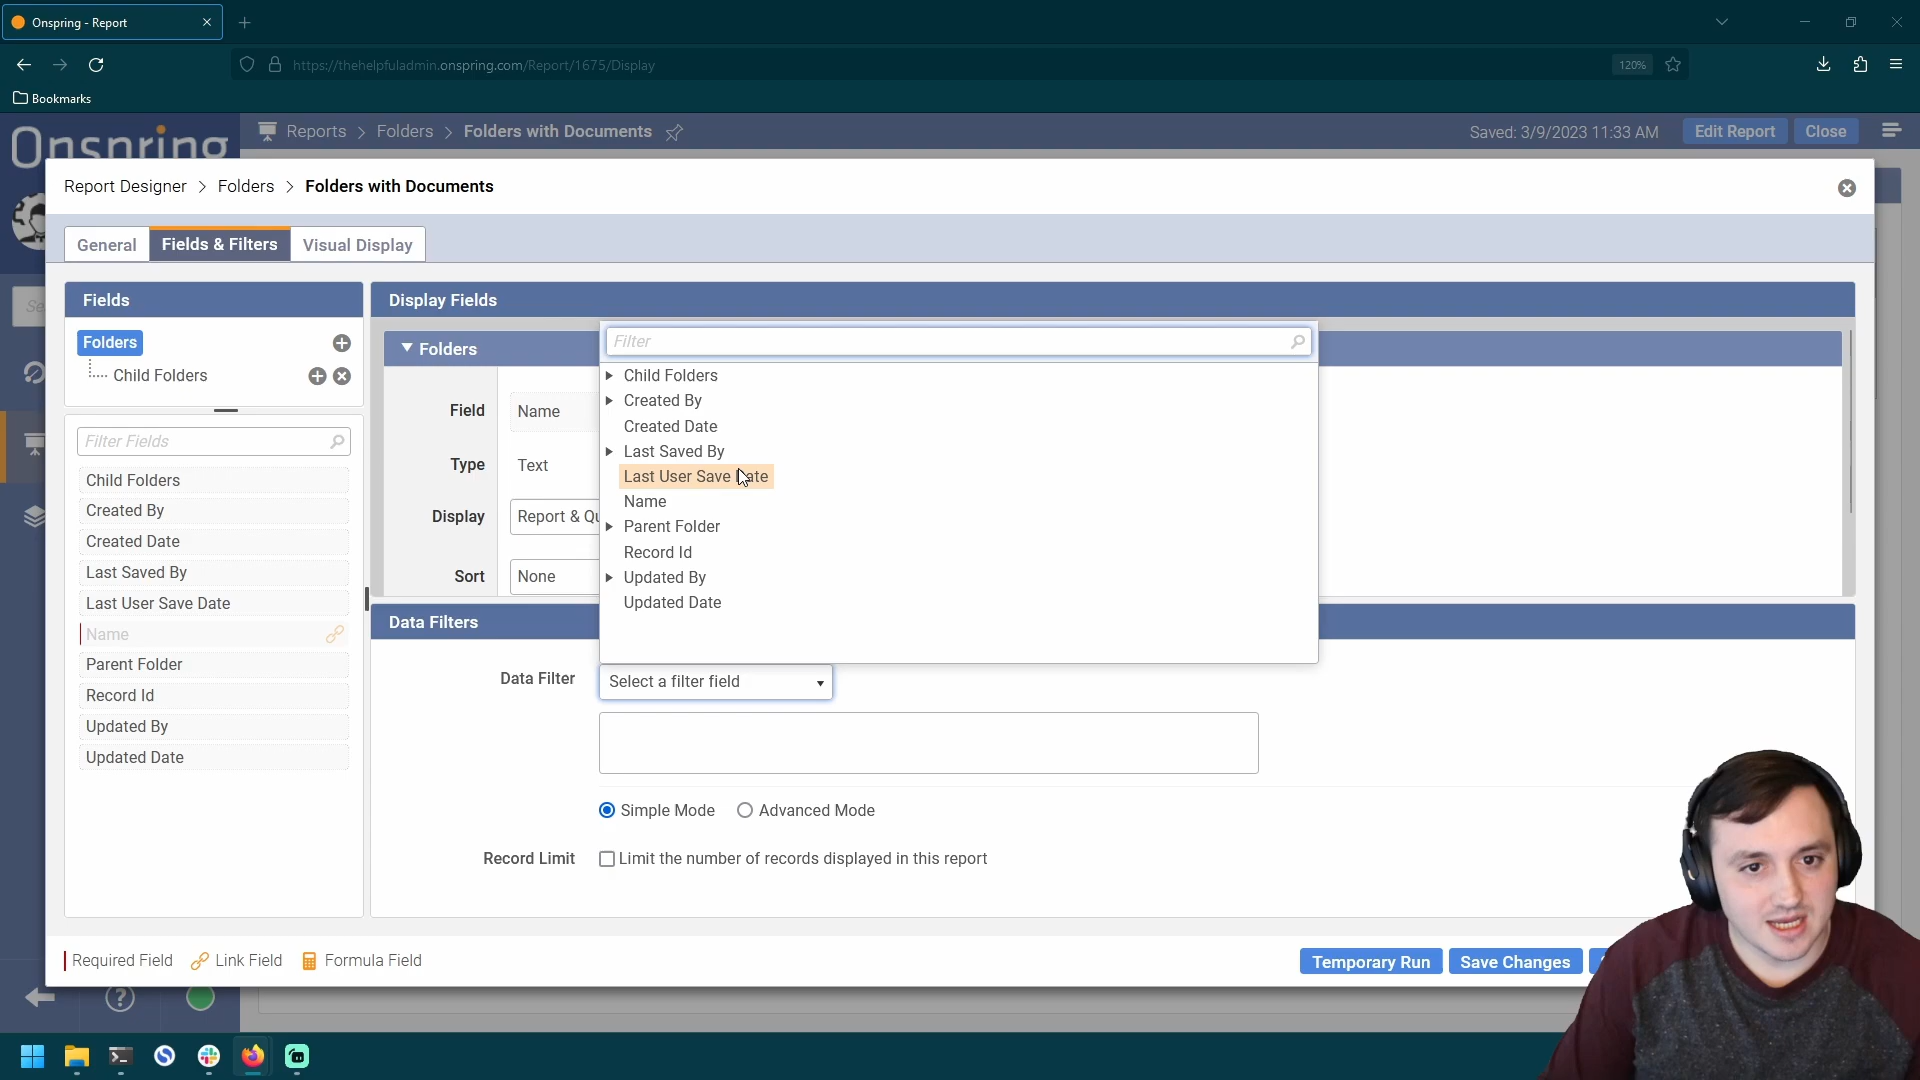 Onspring - Report
https://thehelpfuladmin.onspring.com/Report/1675/Display
120%
Bookmarks
Onspring
Reports > Folders > Folders with Documents
Saved: 3/9/2023 11:33 AM
Edit Report
Close
Report Designer > Folders > Folders with Documents
General
Fields & Filters
Visual Display
Fields
Folders
Child Folders
Filter Fields
Child Folders
Created By
Created Date
Last Saved By
Last User Save Date
Name
Parent Folder
Record Id
Updated By
Updated Date
Display Fields
Folders
Field
Name
Type
Text
Display
Report & Qu
Sort
None
Filter
Child Folders
Created By
Created Date
Last Saved By
Last User Save Date
Name
Parent Folder
Record Id
Updated By
Updated Date
Data Filters
Data Filter
Select a filter field
Simple Mode
Advanced Mode
Record Limit
Limit the number of records displayed in this report
Required Field
Link Field
Formula Field
Temporary Run
Save Changes